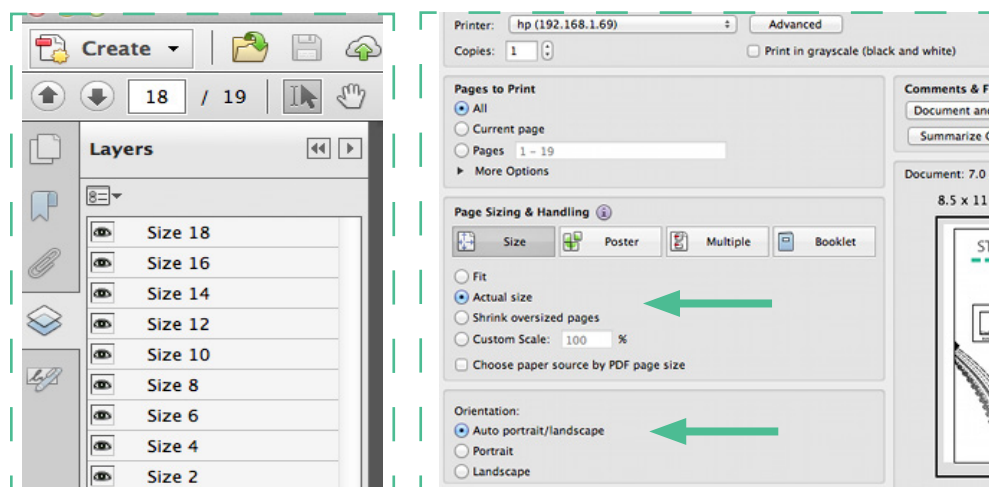 Create
18 / 19
Layers
Size 18
Size 16
Size 14
Size 12
Size 10
Size 8
Size 6
Size 4
Size 2
Printer: hp (192.168.1.69) Advanced
Copies: 1 Print in grayscale (black and white)
Pages to Print
All
Current page
Pages 1 - 19
More Options
Page Sizing & Handling
Size Poster Multiple Booklet
Fit
Actual size
Shrink oversized pages
Custom Scale: 100 %
Choose paper source by PDF page size
Orientation:
Auto portrait/landscape
Portrait
Landscape
Comments & F
Document and
Summarize C
Document: 7.0
8.5 x 11
ST